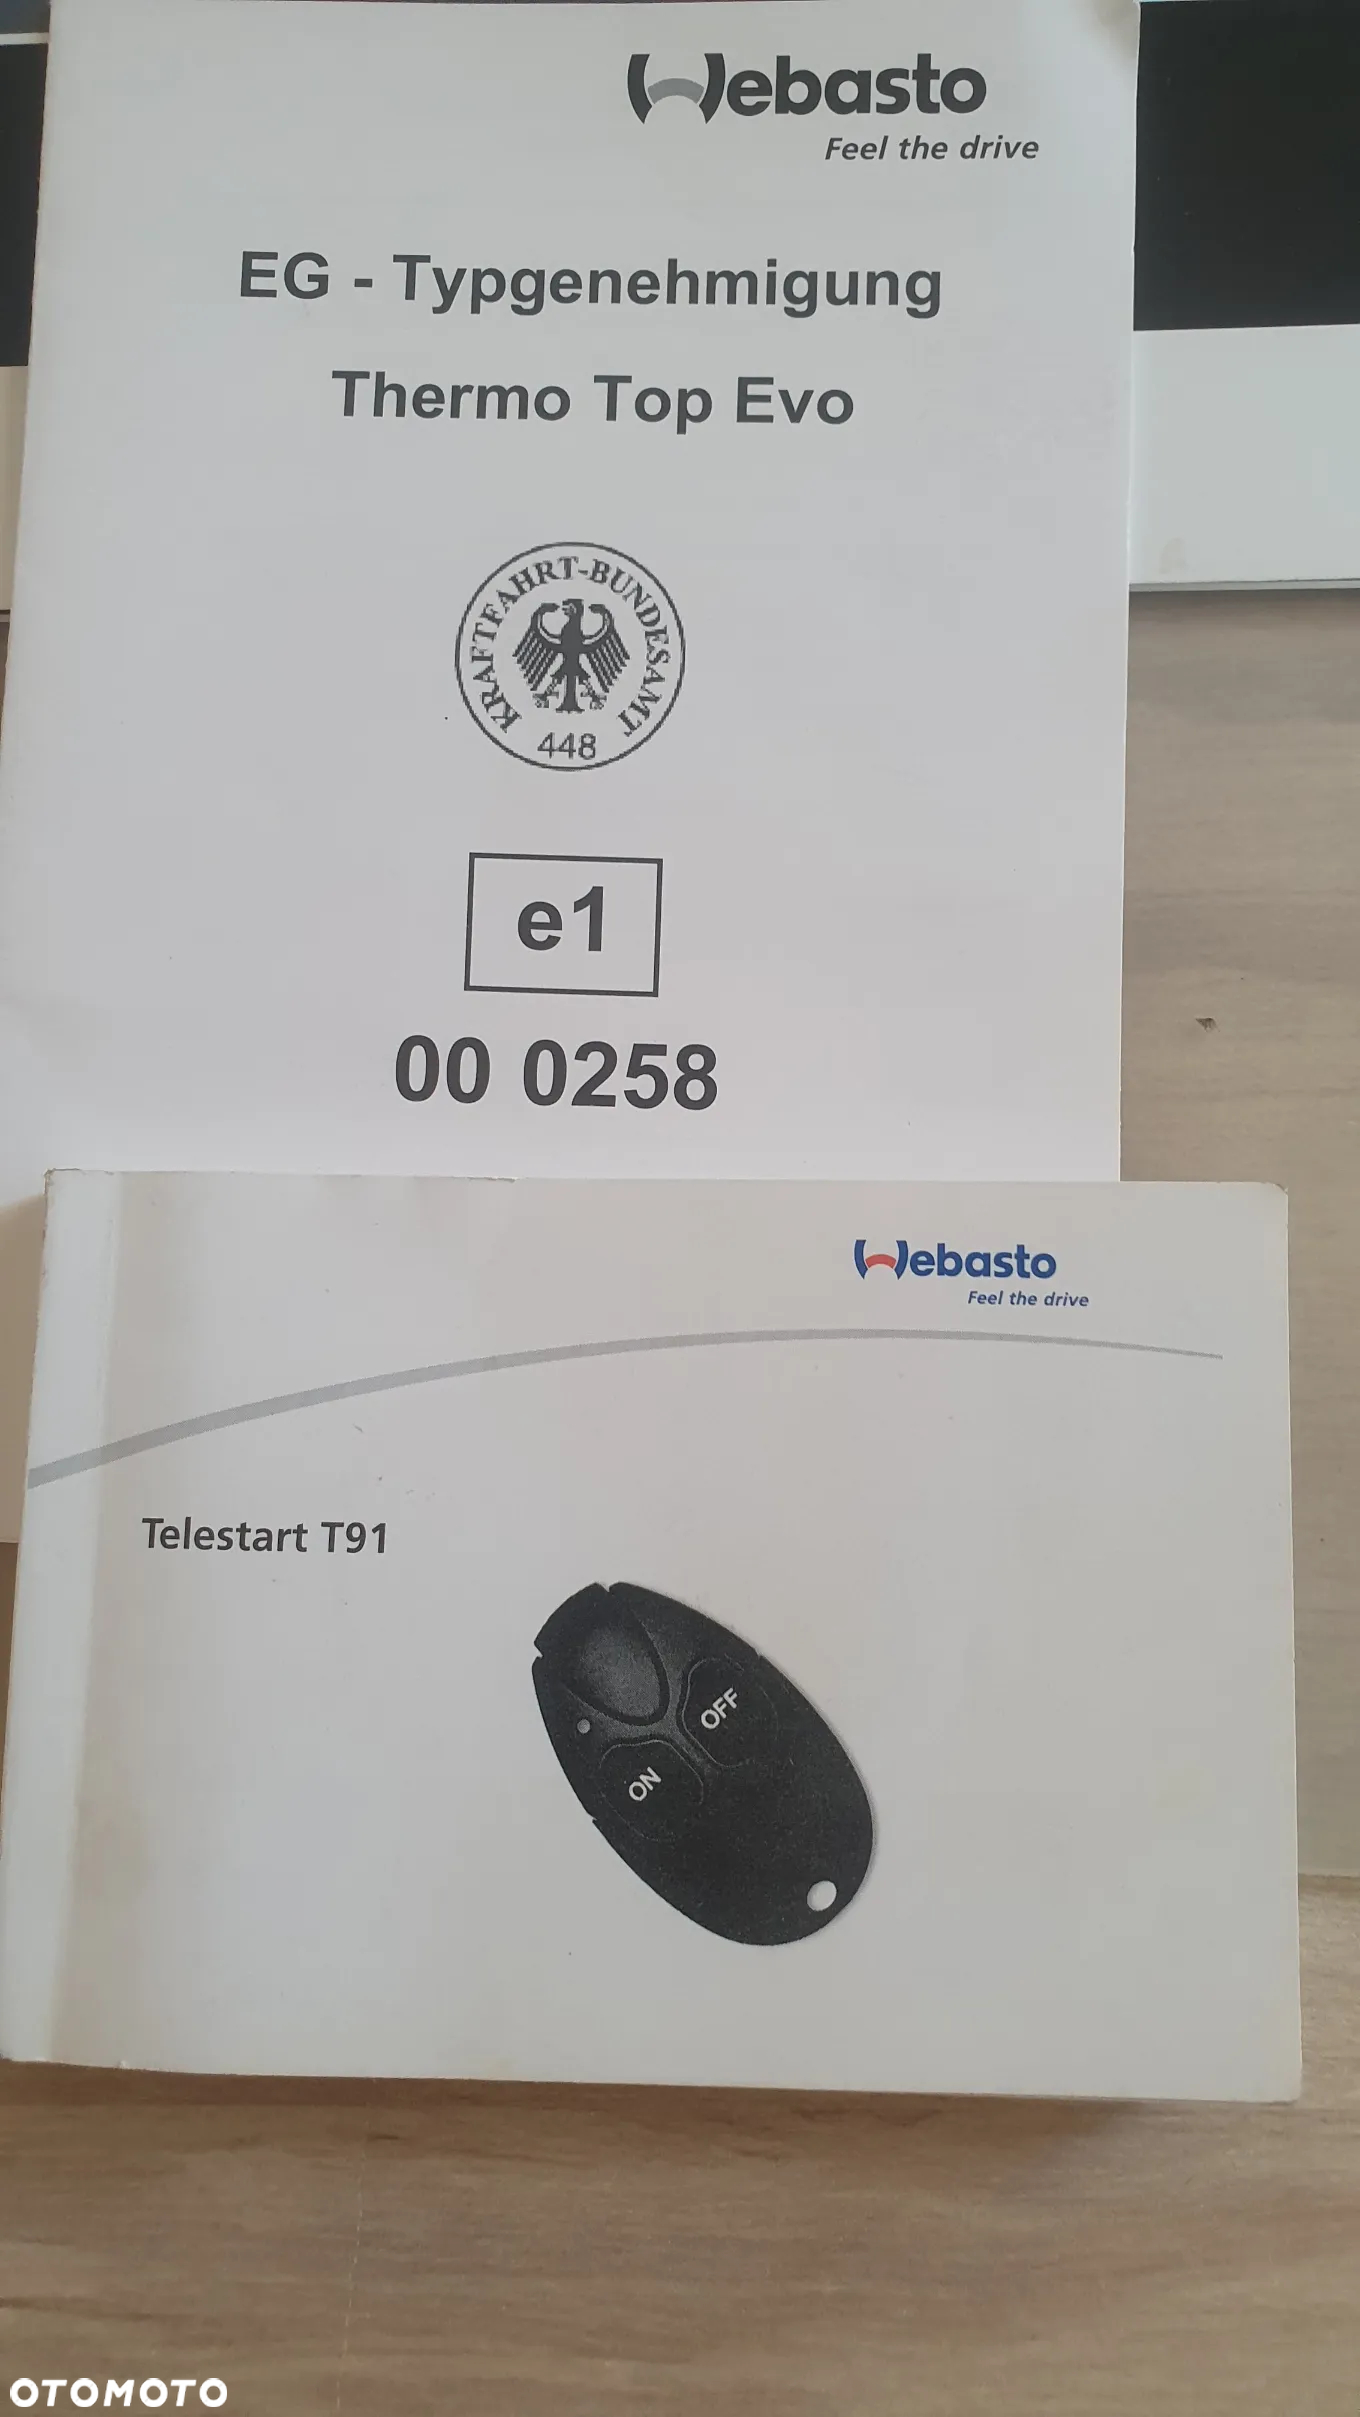 Webasto
Feel the drive
EG - Typgenehmigung
Thermo Top Evo
KRAFTFAHRT-BUNDESAMT
448
e1
00 0258
Webasto
Feel the drive
Telestart T91
OFF
ON
OTOMOTO